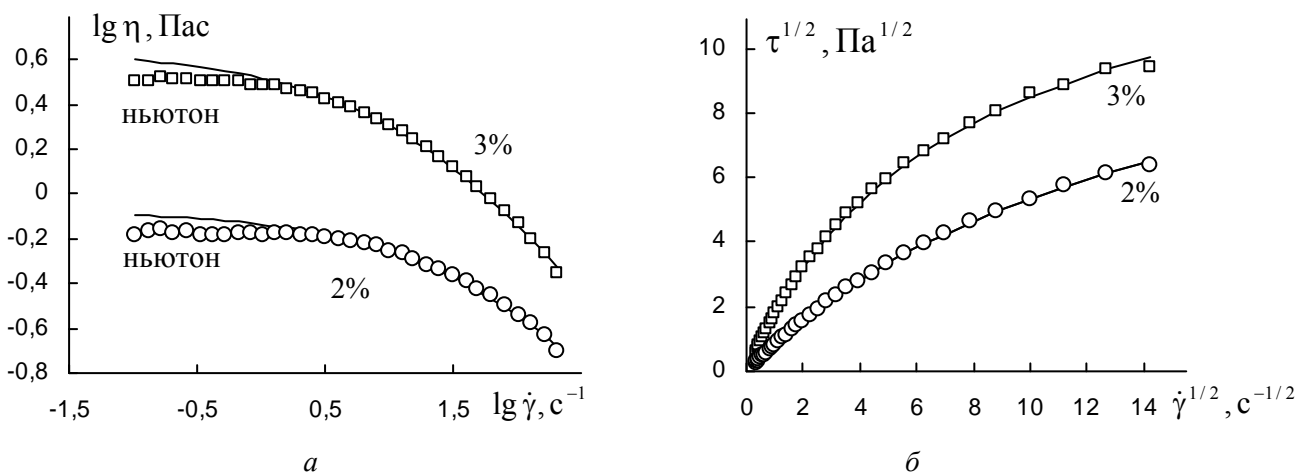 lg η , Пас
0,6
0,4
0,2
0
-0,2
-0,4
-0,6
-0,8
ньютон
3%
ньютон
2%
-1,5 -0,5 0,5 1,5
lg γ̇, с⁻¹
а
τ^{1/2} , Па^{1/2}
10
8
6
4
2
0
3%
2%
0 2 4 6 8 10 12 14
γ̇^{1/2} , с^{−1/2}
б